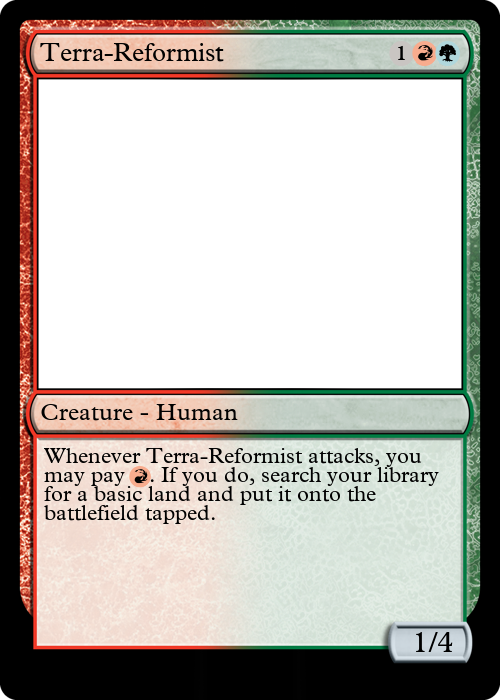 Terra-Reformist 1
Creature - Human
Whenever Terra-Reformist attacks, you
may pay . If you do, search your library
for a basic land and put it onto the
battlefield tapped.
1/4